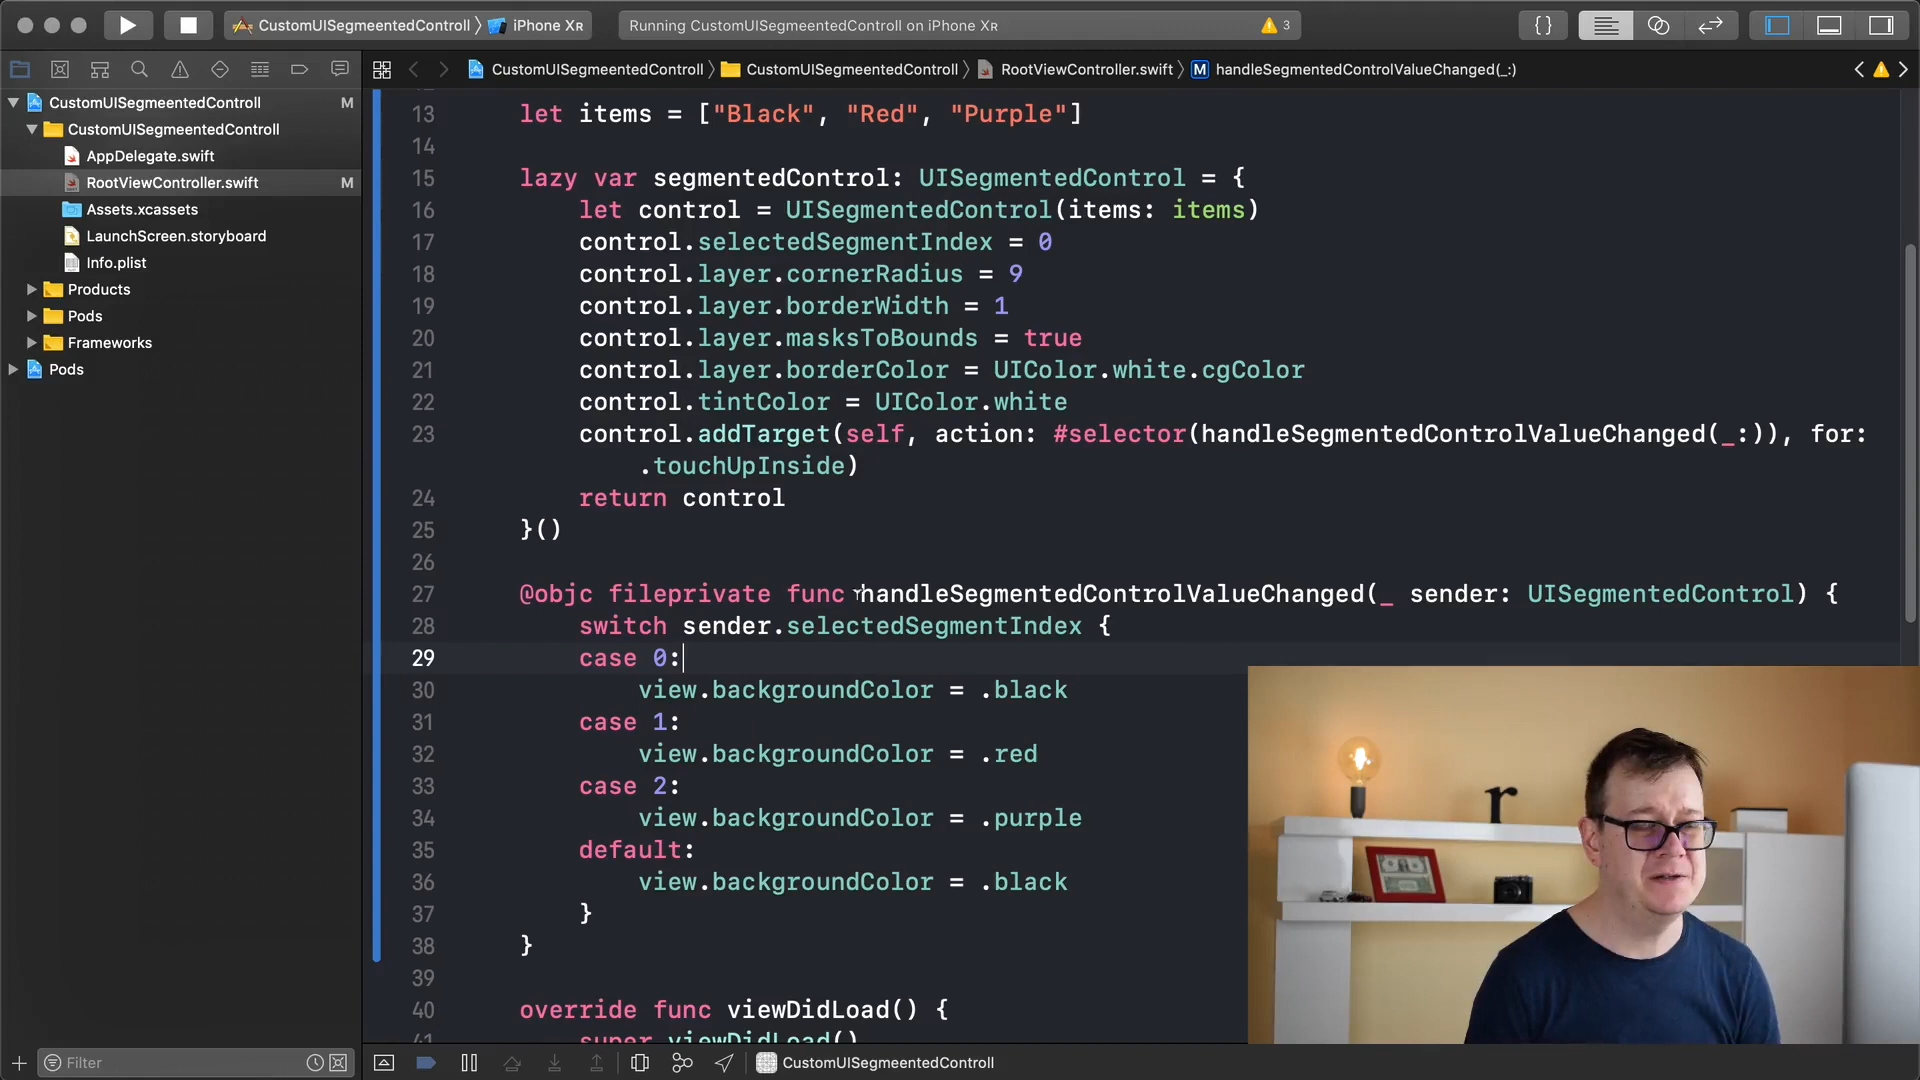 CustomUISegmeentedControll
iPhone XR
Running CustomUISegmeentedControll on iPhone XR
3
{}
CustomUISegmeentedControll
CustomUISegmeentedControll
RootViewController.swift
M
handleSegmentedControlValueChanged(_:)
CustomUISegmeentedControll
M
CustomUISegmeentedControll
AppDelegate.swift
RootViewController.swift
M
Assets.xcassets
LaunchScreen.storyboard
Info.plist
Products
Pods
Frameworks
Pods
13 let items = ["Black", "Red", "Purple"]
14
15 lazy var segmentedControl: UISegmentedControl = {
16 let control = UISegmentedControl(items: items)
17 control.selectedSegmentIndex = 0
18 control.layer.cornerRadius = 9
19 control.layer.borderWidth = 1
20 control.layer.masksToBounds = true
21 control.layer.borderColor = UIColor.white.cgColor
22 control.tintColor = UIColor.white
23 control.addTarget(self, action: #selector(handleSegmentedControlValueChanged(_:)), for:
.touchUpInside)
24 return control
25 }()
26
27 @objc fileprivate func handleSegmentedControlValueChanged(_ sender: UISegmentedControl) {
28 switch sender.selectedSegmentIndex {
29 case 0:
30 view.backgroundColor = .black
31 case 1:
32 view.backgroundColor = .red
33 case 2:
34 view.backgroundColor = .purple
35 default:
36 view.backgroundColor = .black
37 }
38 }
39
40 override func viewDidLoad() {
41 super.viewDidLoad()
Filter
CustomUISegmeentedControll